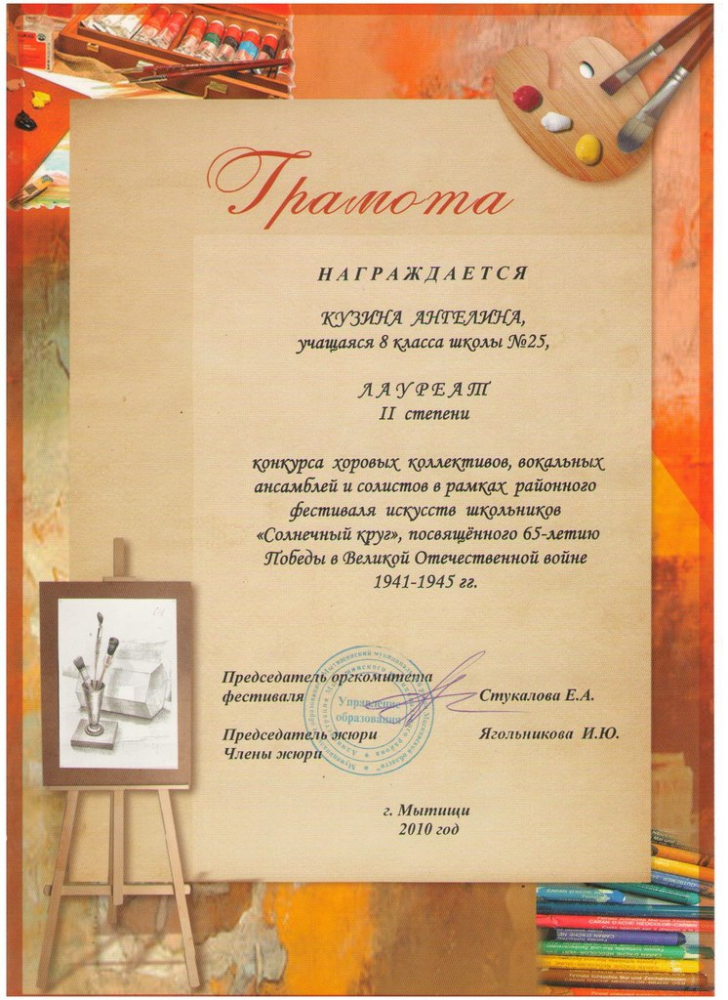 Грамота
НАГРАЖДАЕТСЯ
КУЗИНА АНГЕЛИНА,
учащаяся 8 класса школы №25,
ЛАУРЕАТ
II степени
конкурса хоровых коллективов, вокальных
ансамблей и солистов в рамках районного
фестиваля искусств школьников
«Солнечный круг», посвящённого 65-летию
Победы в Великой Отечественной войне
1941-1945 гг.
Председатель оргкомитета
фестиваля Стукалова Е.А.
Управление
образования
Председатель жюри Ягольникова И.Ю.
Члены жюри
г. Мытищи
2010 год